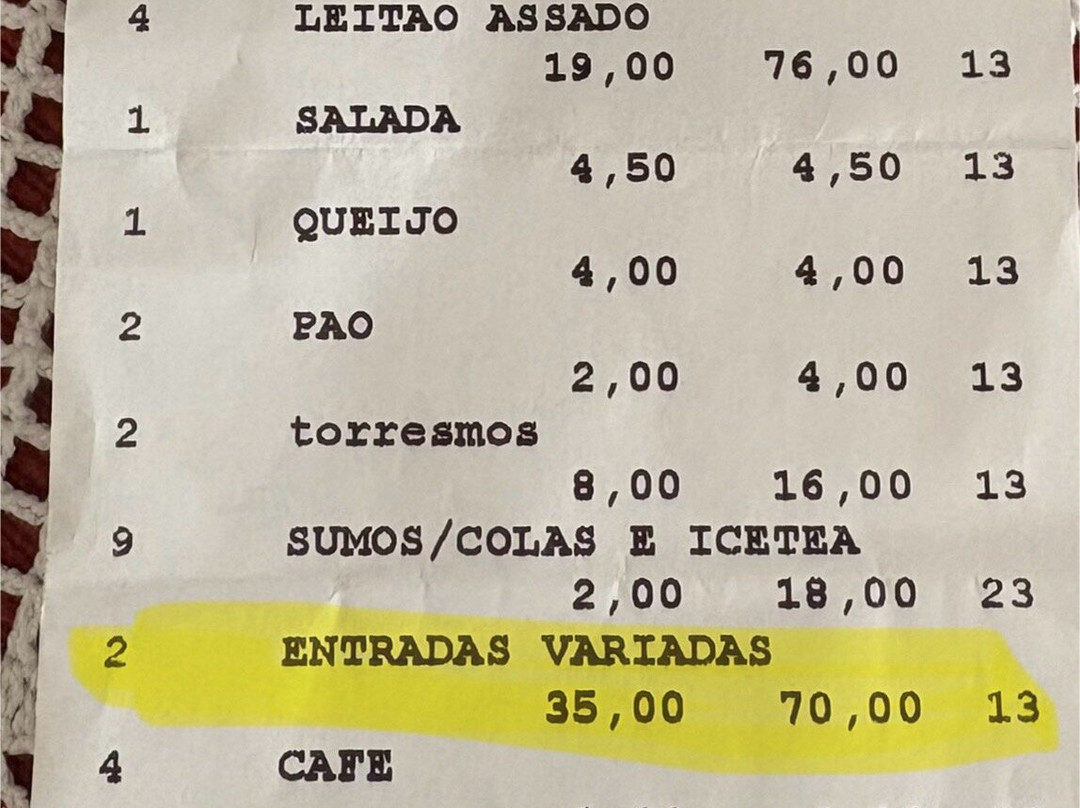 4 LEITAO ASSADO
19,00 76,00 13
1 SALADA
4,50 4,50 13
1 QUEIJO
4,00 4,00 13
2 PAO
2,00 4,00 13
2 torresmos
8,00 16,00 13
9 SUMOS/COLAS E ICETEA
2,00 18,00 23
2 ENTRADAS VARIADAS
35,00 70,00 13
4 CAFE